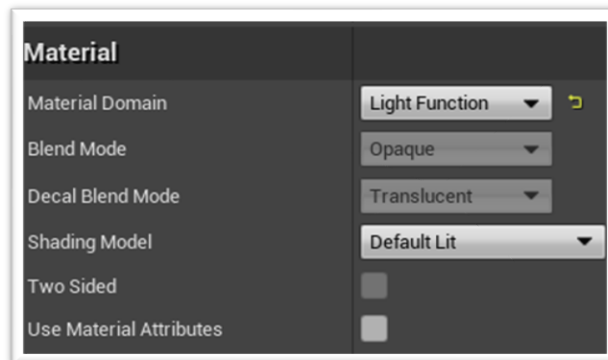 Material
Material Domain Light Function
Blend Mode Opaque
Decal Blend Mode Translucent
Shading Model Default Lit
Two Sided
Use Material Attributes